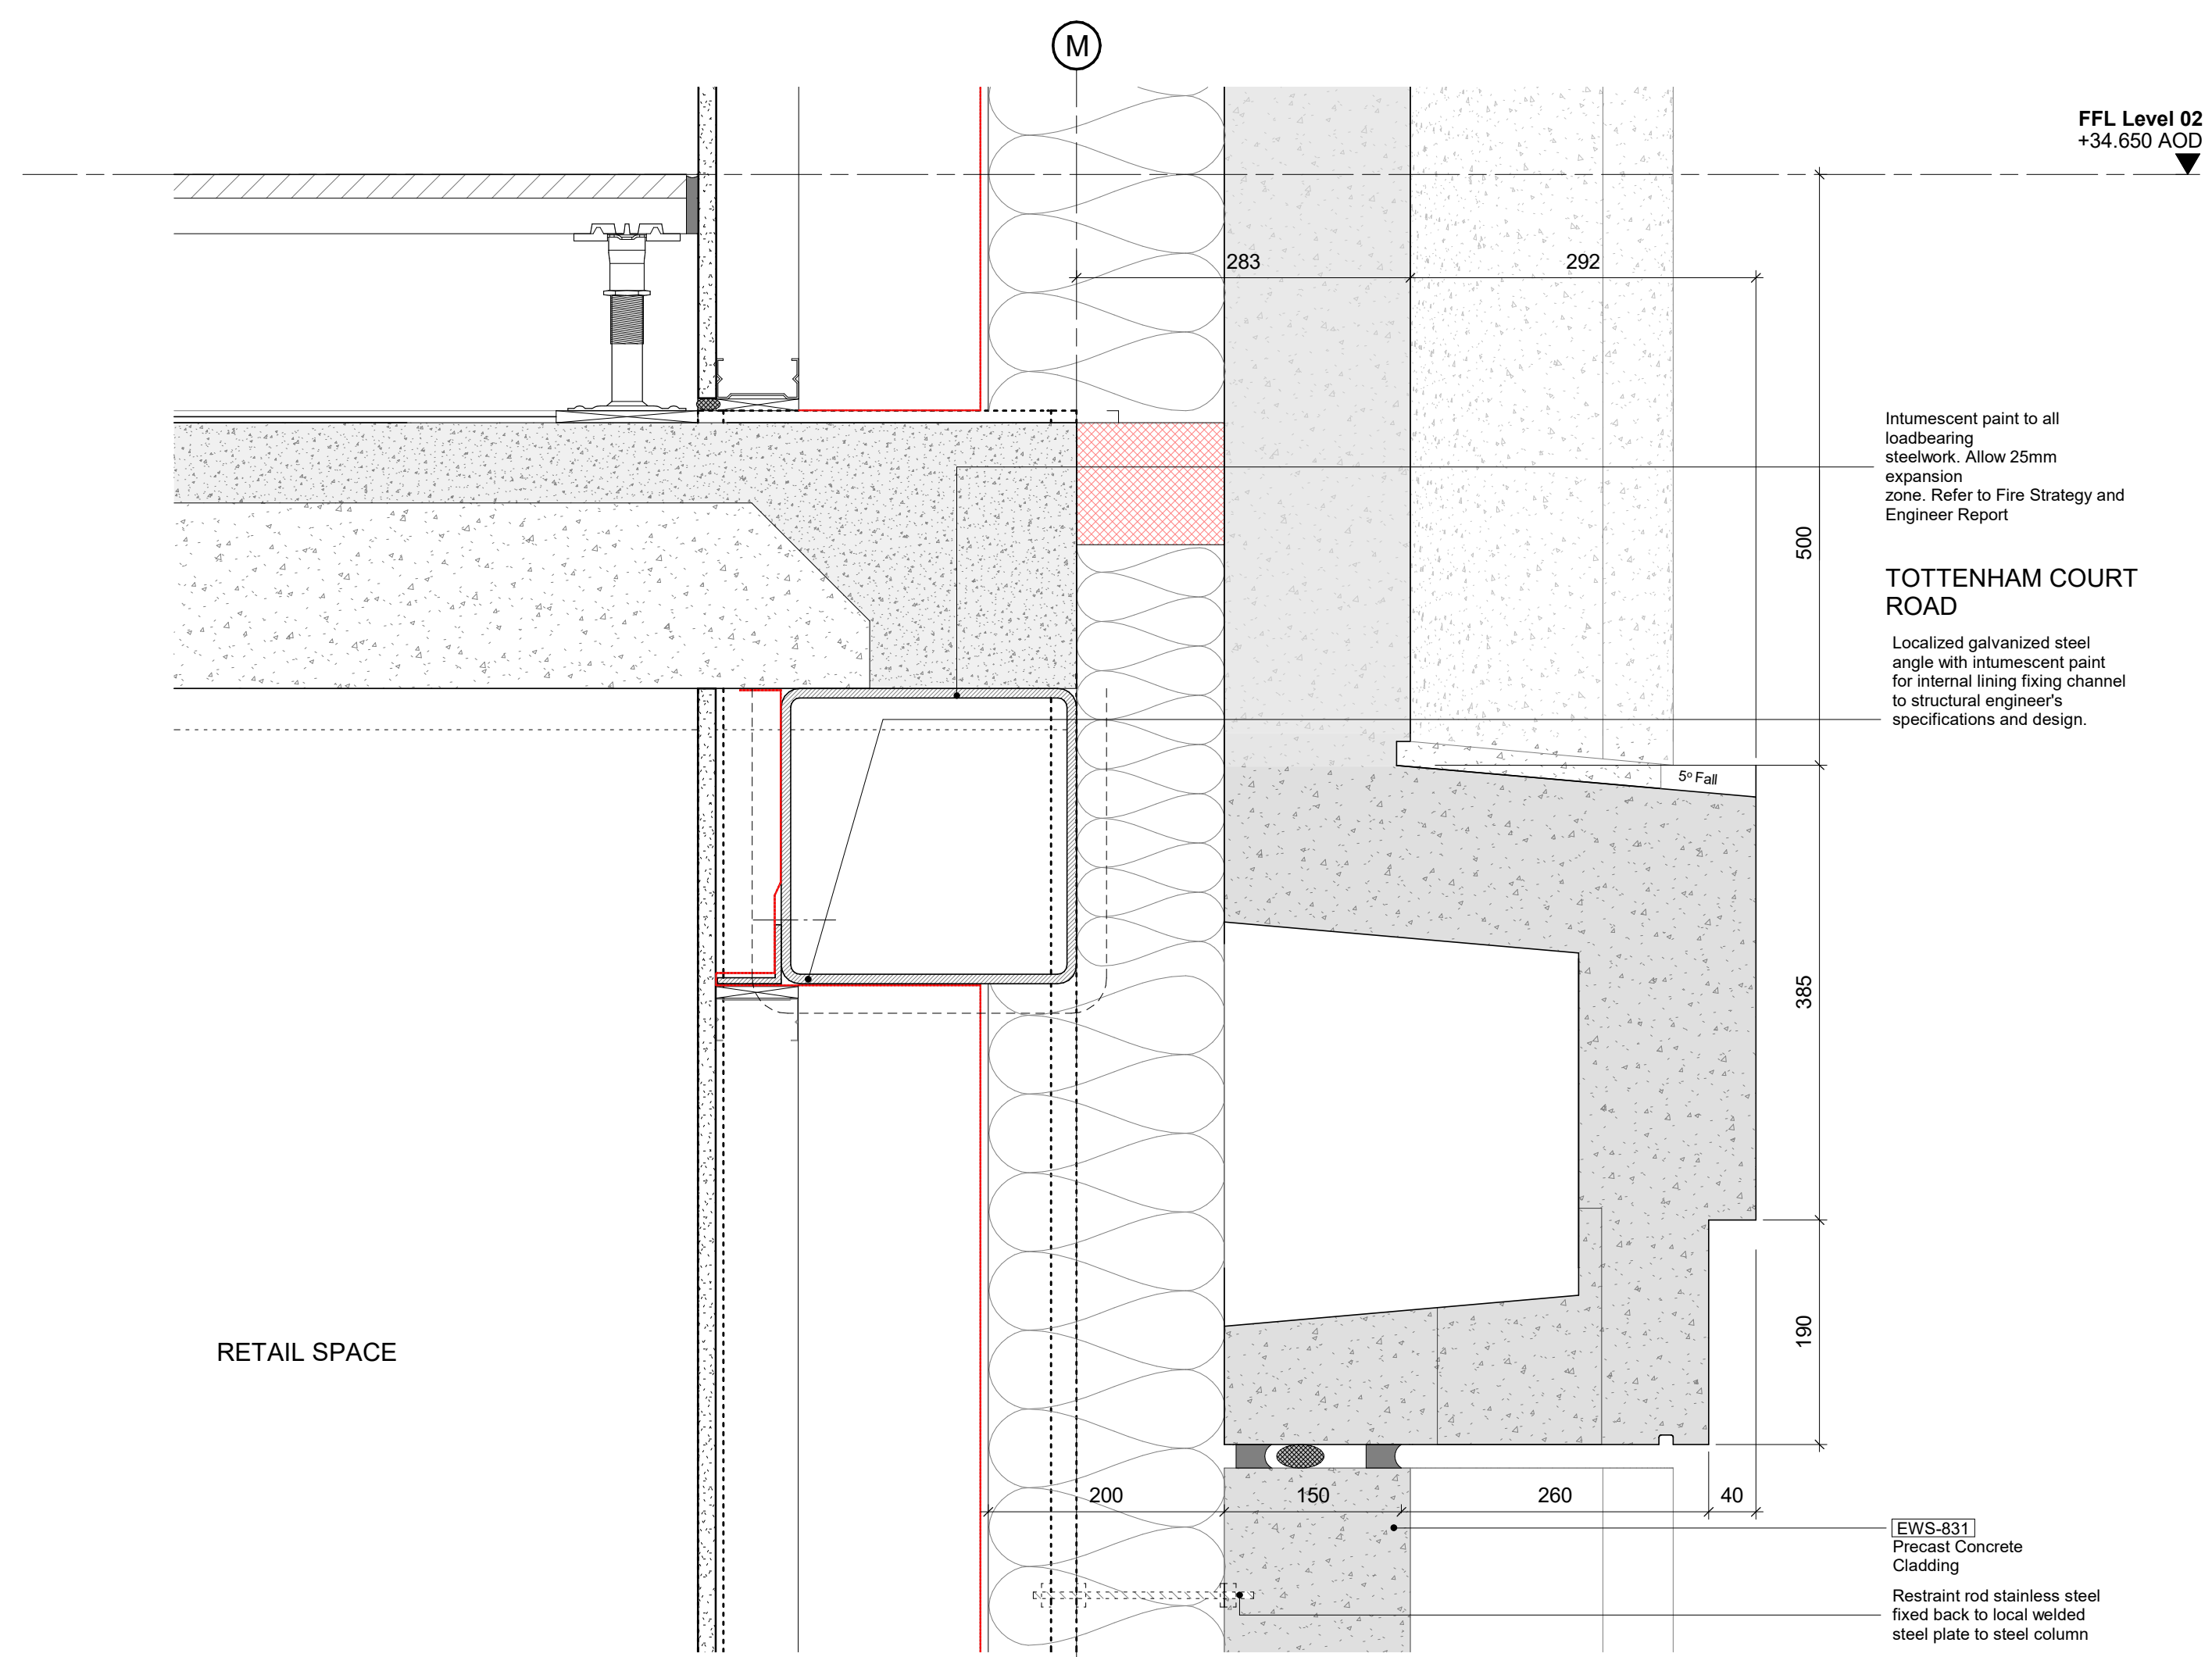 M
FFL Level 02
+34.650 AOD
283
292
Intumescent paint to all
loadbearing
steelwork. Allow 25mm
expansion
zone. Refer to Fire Strategy and
Engineer Report
500
TOTTENHAM COURT
ROAD
Localized galvanized steel
angle with intumescent paint
for internal lining fixing channel
to structural engineer's
specifications and design.
5º Fall
385
190
RETAIL SPACE
200
150
260
40
EWS-831
Precast Concrete
Cladding
Restraint rod stainless steel
fixed back to local welded
steel plate to steel column